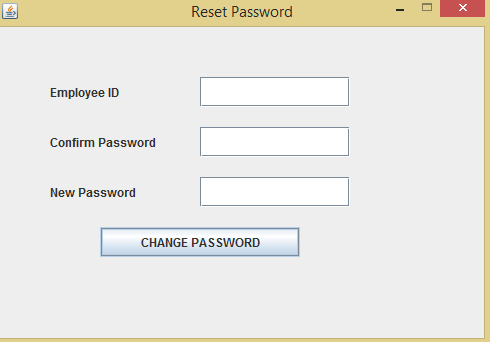 Reset Password
Employee ID
Confirm Password
New Password
CHANGE PASSWORD